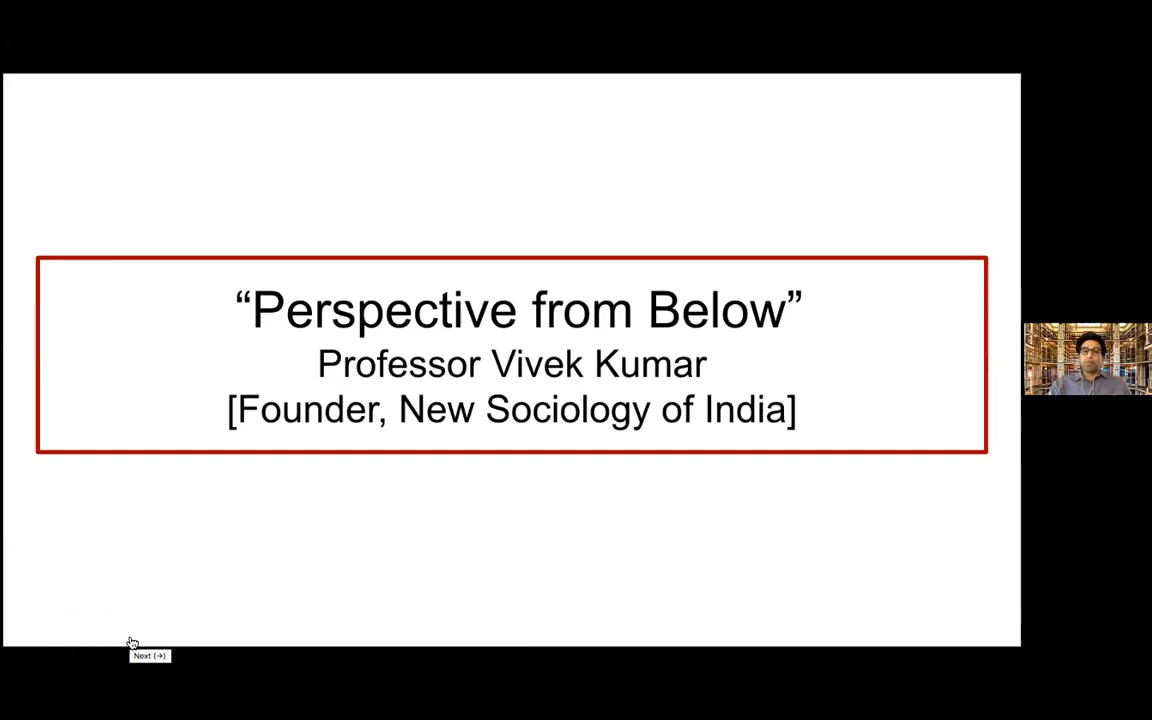 “Perspective from Below”
Professor Vivek Kumar
[Founder, New Sociology of India]
Next (→)